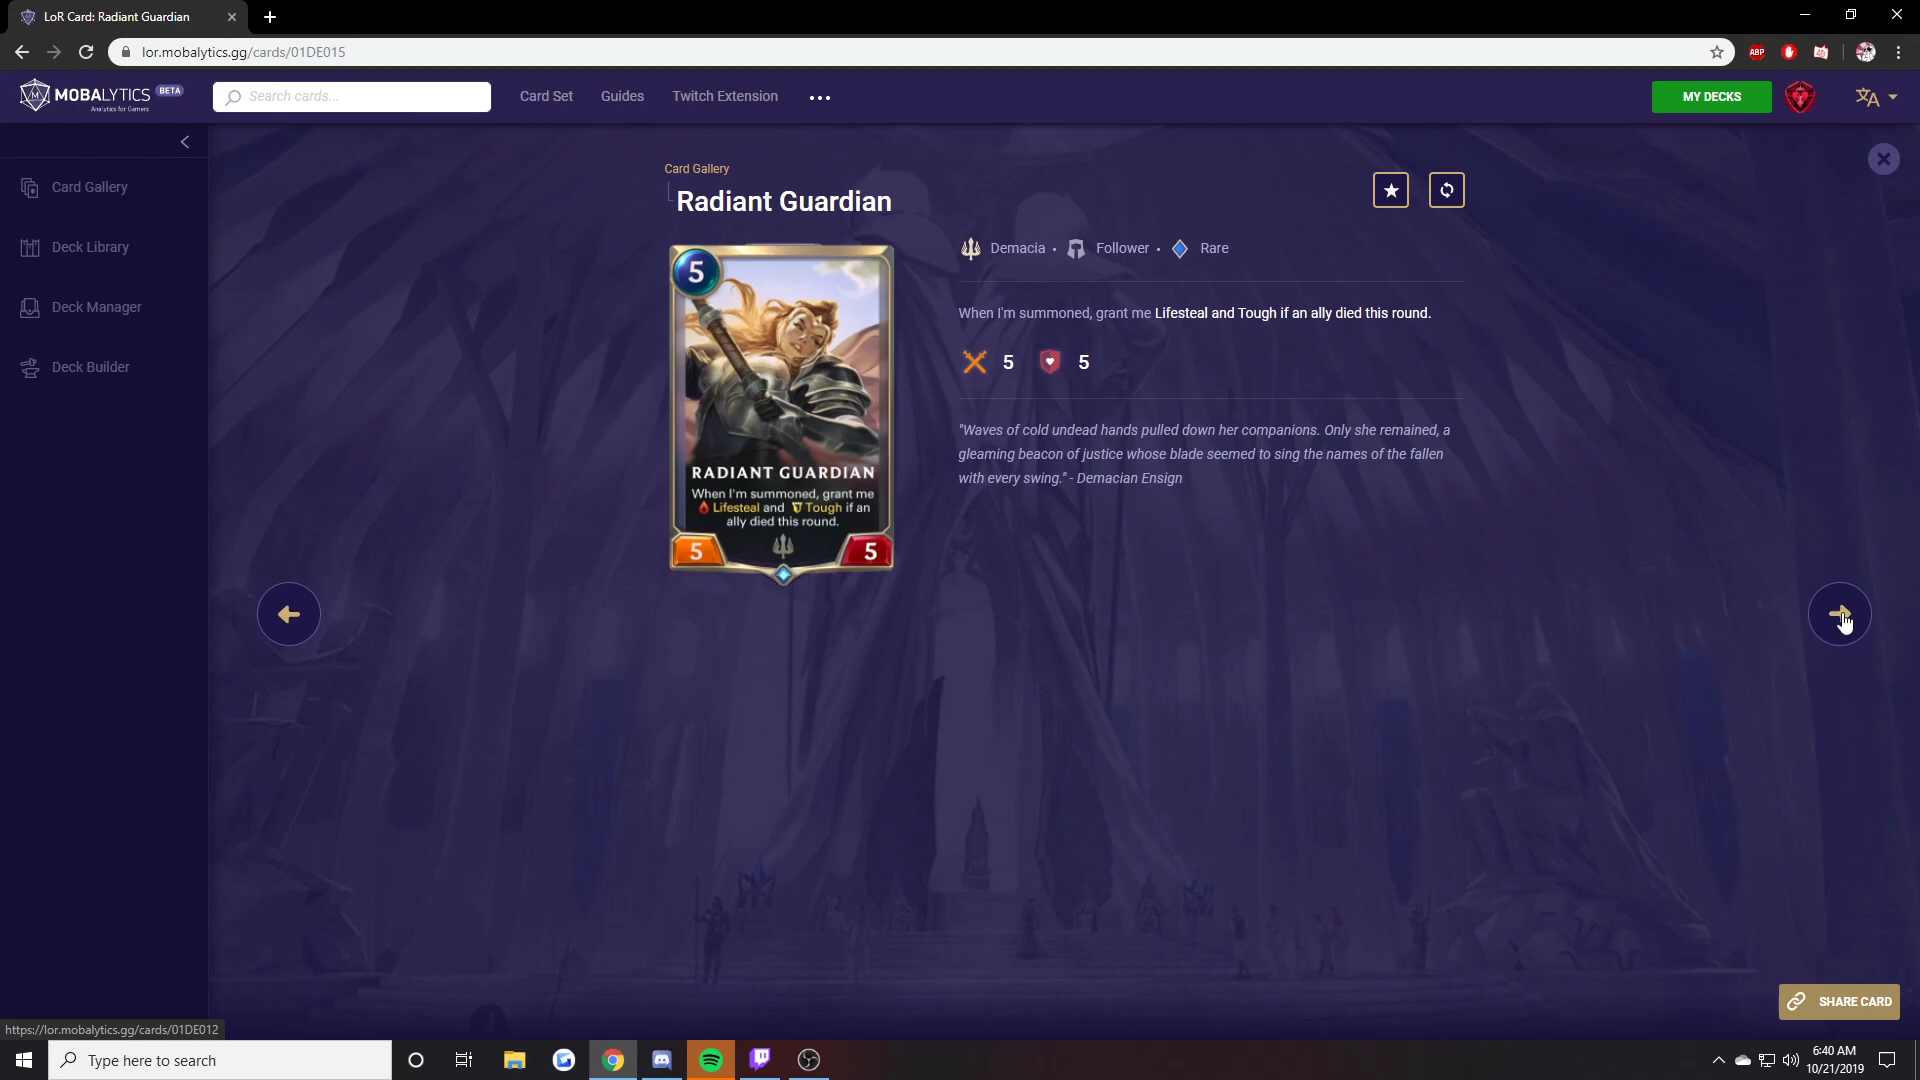 LoR Card: Radiant Guardian
lor.mobalytics.gg/cards/01DE015
ABP
MOBALYTICS BETA
Analytics for Gamers
Search cards...
Card Set
Guides
Twitch Extension
MY DECKS
Card Gallery
Deck Library
Deck Manager
Deck Builder
Card Gallery
Radiant Guardian
5
RADIANT GUARDIAN
When I'm summoned, grant me
Lifesteal and Tough if an
ally died this round.
5 5
Demacia • Follower • Rare
When I'm summoned, grant me Lifesteal and Tough if an ally died this round.
5 5
"Waves of cold undead hands pulled down her companions. Only she remained, a
gleaming beacon of justice whose blade seemed to sing the names of the fallen
with every swing." - Demacian Ensign
SHARE CARD
https://lor.mobalytics.gg/cards/01DE012
Type here to search
6:40 AM
10/21/2019